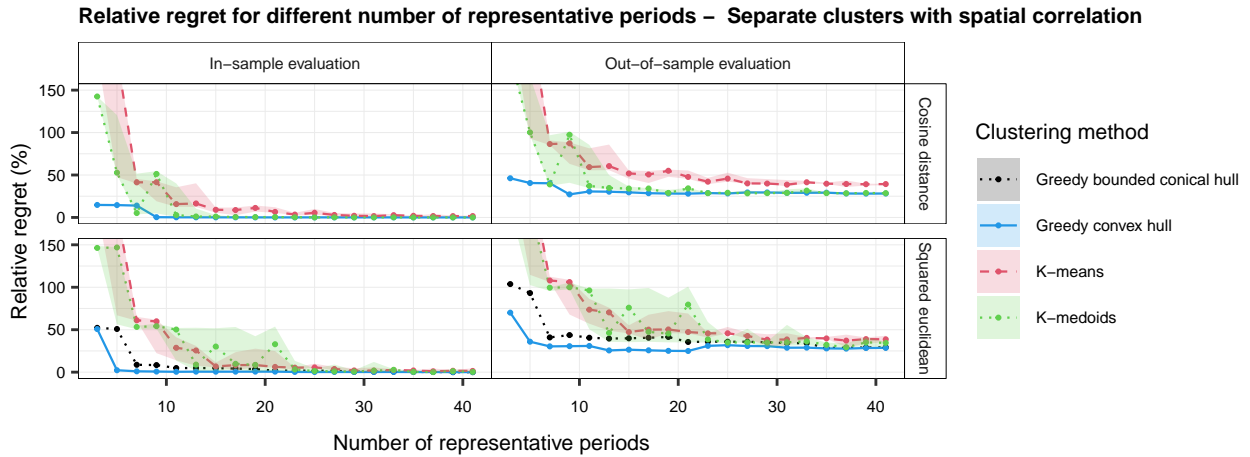 Relative regret for different number of representative periods – Separate clusters with spatial correlation
In−sample evaluation
Out−of−sample evaluation
Relative regret (%)
150
100
50
0
Cosine distance
150
100
50
0
Squared euclidean
10 20 30 40
10 20 30 40
Number of representative periods
Clustering method
Greedy bounded conical hull
Greedy convex hull
K−means
K−medoids